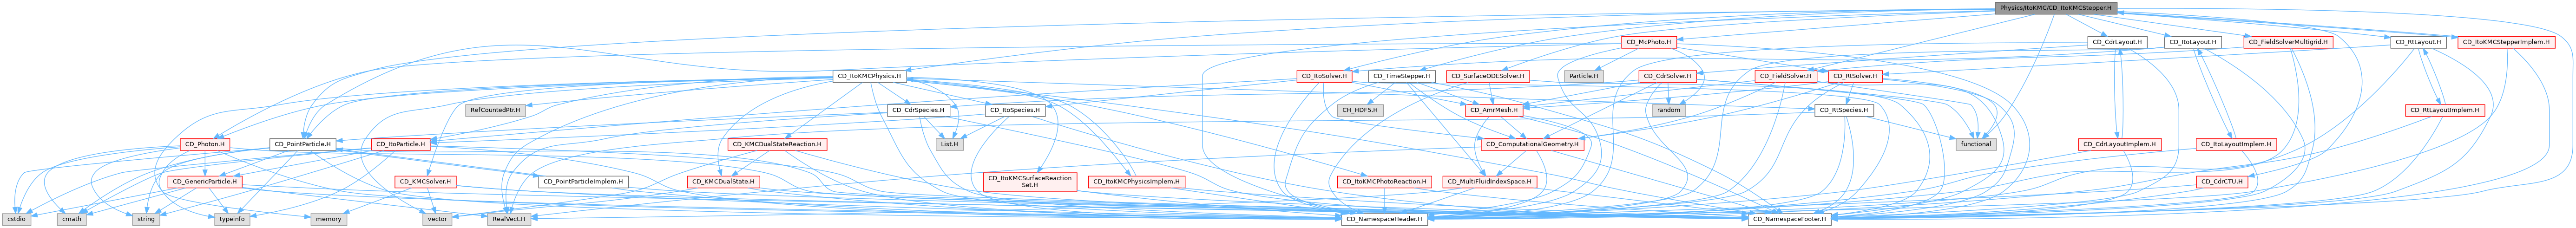 Physics/ItoKMC/CD_ItoKMCStepper.H
CD_McPhoto.H
CD_CdrLayout.H
CD_ItoLayout.H
CD_FieldSolverMultigrid.H
CD_RtLayout.H
CD_ItoKMCStepperImplem.H
CD_ItoKMCPhysics.H
CD_ItoSolver.H
CD_TimeStepper.H
CD_SurfaceODESolver.H
Particle.H
CD_CdrSolver.H
CD_FieldSolver.H
CD_RtSolver.H
RefCountedPtr.H
CD_CdrSpecies.H
CD_ItoSpecies.H
CH_HDF5.H
CD_AmrMesh.H
random
CD_RtSpecies.H
CD_RtLayoutImplem.H
CD_Photon.H
CD_PointParticle.H
CD_ItoParticle.H
CD_KMCDualStateReaction.H
List.H
CD_ComputationalGeometry.H
functional
CD_CdrLayoutImplem.H
CD_ItoLayoutImplem.H
CD_GenericParticle.H
CD_KMCSolver.H
CD_PointParticleImplem.H
CD_KMCDualState.H
CD_ItoKMCSurfaceReaction
Set.H
CD_ItoKMCPhysicsImplem.H
CD_ItoKMCPhotoReaction.H
CD_MultiFluidIndexSpace.H
CD_CdrCTU.H
cstdio
cmath
string
typeinfo
memory
vector
RealVect.H
CD_NamespaceHeader.H
CD_NamespaceFooter.H